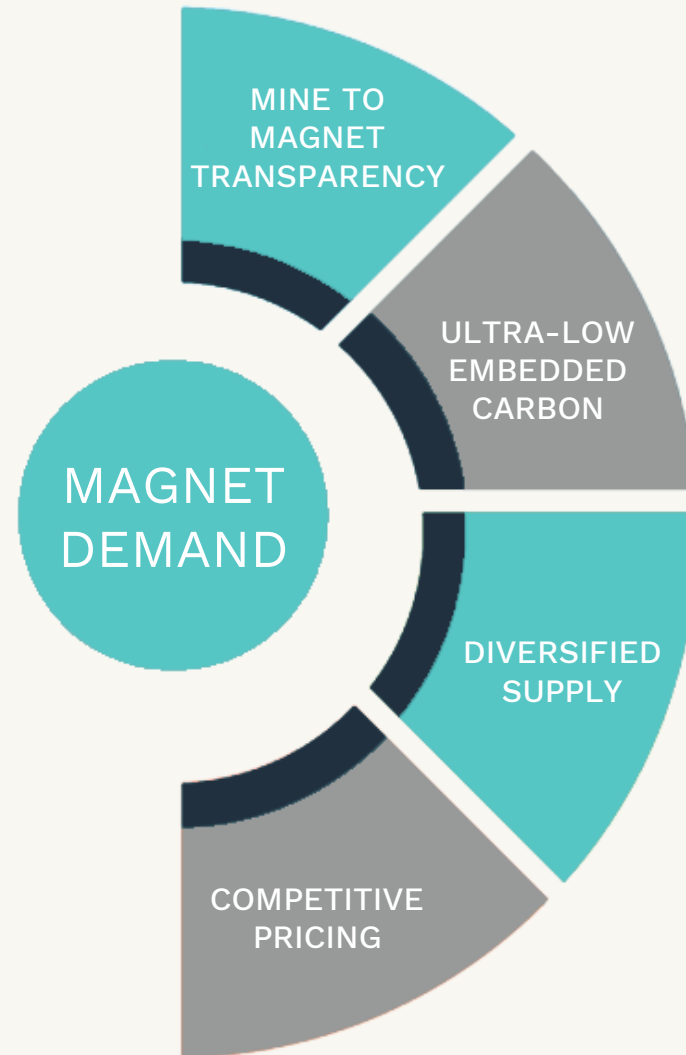 MINE TO
MAGNET
TRANSPARENCY
ULTRA-LOW
EMBEDDED
CARBON
MAGNET
DEMAND
DIVERSIFIED
SUPPLY
COMPETITIVE
PRICING